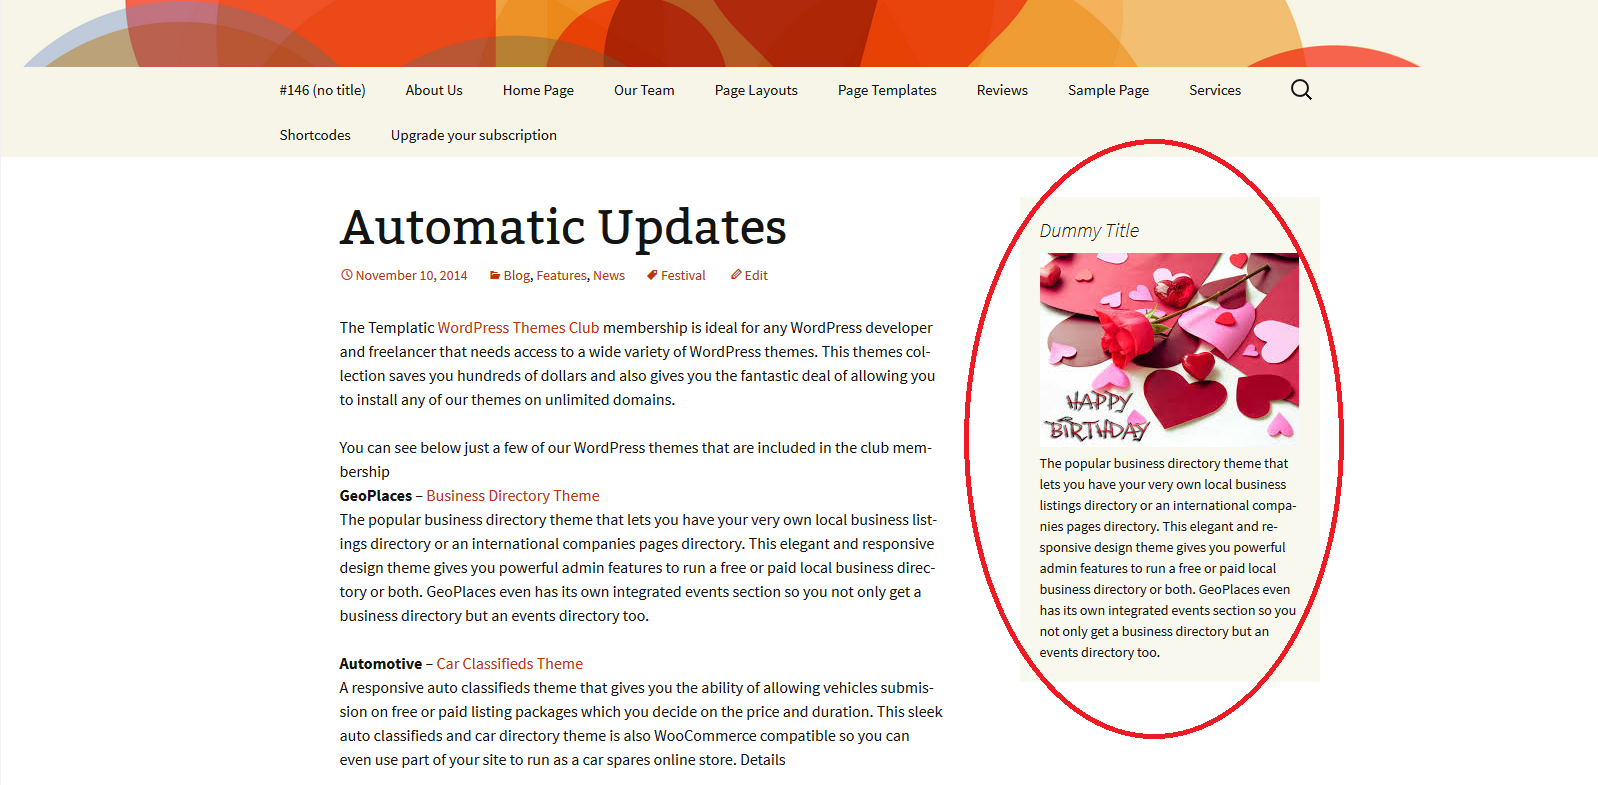 #146 (no title) About Us Home Page Our Team Page Layouts Page Templates Reviews Sample Page Services
Shortcodes Upgrade your subscription
Automatic Updates
November 10, 2014 Blog, Features, News Festival Edit
The Templatic WordPress Themes Club membership is ideal for any WordPress developer
and freelancer that needs access to a wide variety of WordPress themes. This themes col-
lection saves you hundreds of dollars and also gives you the fantastic deal of allowing you
to install any of our themes on unlimited domains.
You can see below just a few of our WordPress themes that are included in the club mem-
bership
GeoPlaces – Business Directory Theme
The popular business directory theme that lets you have your very own local business list-
ings directory or an international companies pages directory. This elegant and responsive
design theme gives you powerful admin features to run a free or paid local business direc-
tory or both. GeoPlaces even has its own integrated events section so you not only get a
business directory but an events directory too.
Automotive – Car Classifieds Theme
A responsive auto classifieds theme that gives you the ability of allowing vehicles submis-
sion on free or paid listing packages which you decide on the price and duration. This sleek
auto classifieds and car directory theme is also WooCommerce compatible so you can
even use part of your site to run as a car spares online store. Details
Dummy Title
HAPPY
BIRTHDAY
The popular business directory theme that
lets you have your very own local business
listings directory or an international compa-
nies pages directory. This elegant and re-
sponsive design theme gives you powerful
admin features to run a free or paid local
business directory or both. GeoPlaces even
has its own integrated events section so you
not only get a business directory but an
events directory too.